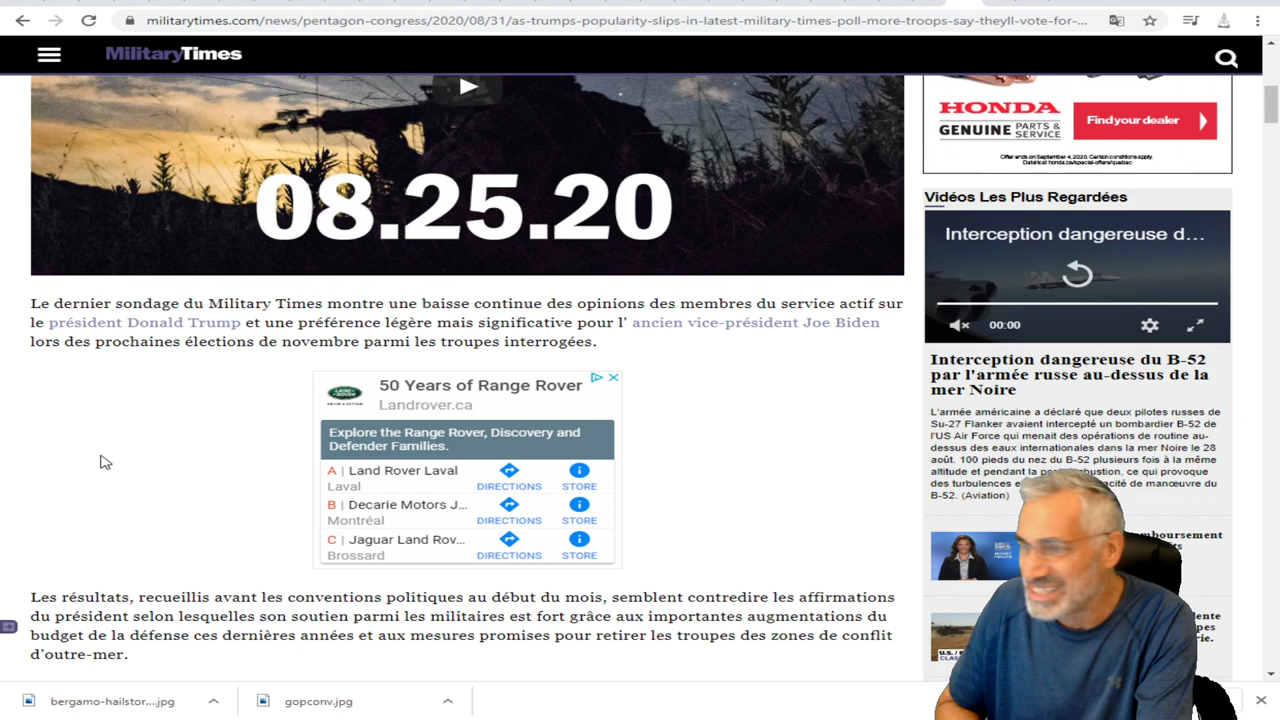 militarytimes.com/news/pentagon-congress/2020/08/31/as-trumps-popularity-slips-in-latest-military-times-poll-more-troops-say-theyll-vote-for-...
MilitaryTimes
08.25.20
Le dernier sondage du Military Times montre une baisse continue des opinions des membres du service actif sur
le président Donald Trump et une préférence légère mais significative pour l' ancien vice-président Joe Biden
lors des prochaines élections de novembre parmi les troupes interrogées.
50 Years of Range Rover
Landrover.ca
Explore the Range Rover, Discovery and
Defender Families.
A | Land Rover Laval
Laval
DIRECTIONS
STORE
B | Decarie Motors J...
Montréal
DIRECTIONS
STORE
C | Jaguar Land Rov...
Brossard
DIRECTIONS
STORE
Les résultats, recueillis avant les conventions politiques au début du mois, semblent contredire les affirmations
du président selon lesquelles son soutien parmi les militaires est fort grâce aux importantes augmentations du
budget de la défense ces dernières années et aux mesures promises pour retirer les troupes des zones de conflit
d'outre-mer.
HONDA
GENUINE PARTS &
SERVICE
Find your dealer
Offer ends on September 4, 2020. Certain conditions apply.
Details at honda.ca/special-offers/quebec
Vidéos Les Plus Regardées
Interception dangereuse d...
00:00
Interception dangereuse du B-52
par l'armée russe au-dessus de la
mer Noire
L'armée américaine a déclaré que deux pilotes russes de
Su-27 Flanker avaient intercepté un bombardier B-52 de
l'US Air Force qui menait des opérations de routine au-
dessus des eaux internationales dans la mer Noire le 28
août. 100 pieds du nez du B-52 plusieurs fois à la même
altitude et pendant la combustion, ce qui provoque
des turbulences de manœuvre du
B-52. (Aviation)
bergamo-hailstor....jpg
gopconv.jpg